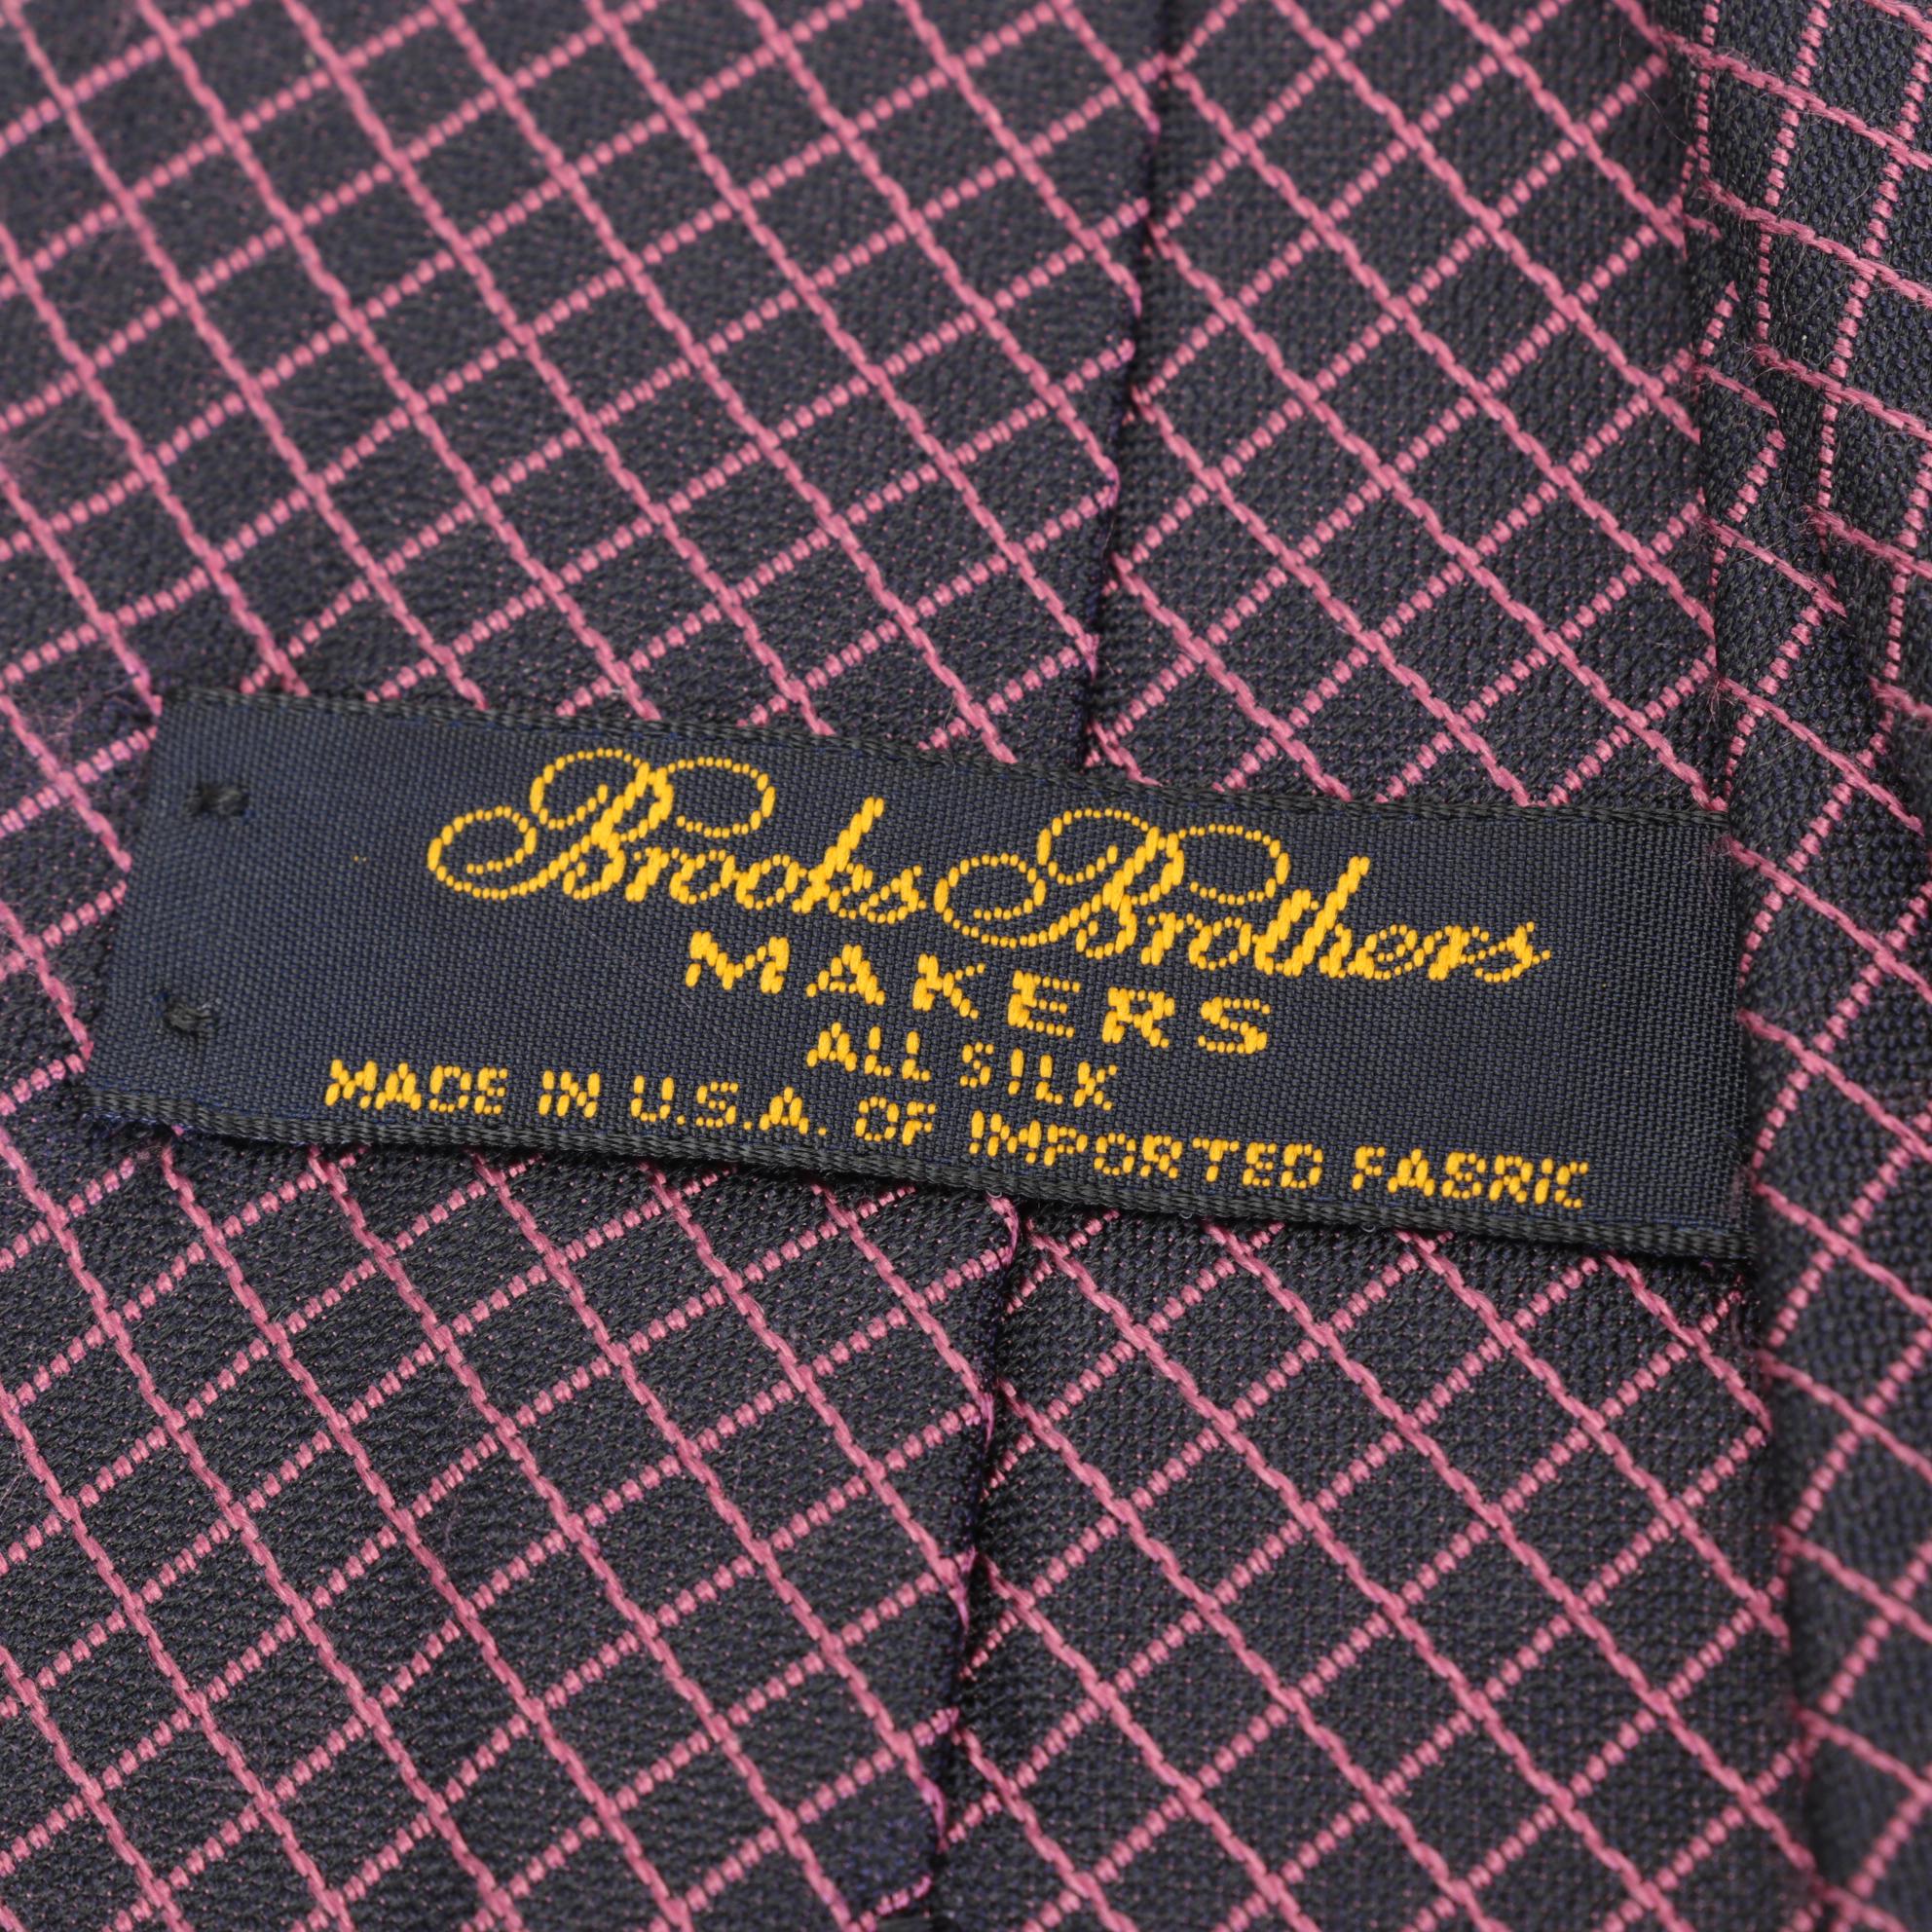 Brooks Brothers
MAKERS
ALL SILK
MADE IN U.S.A. OF IMPORTED FABRIC